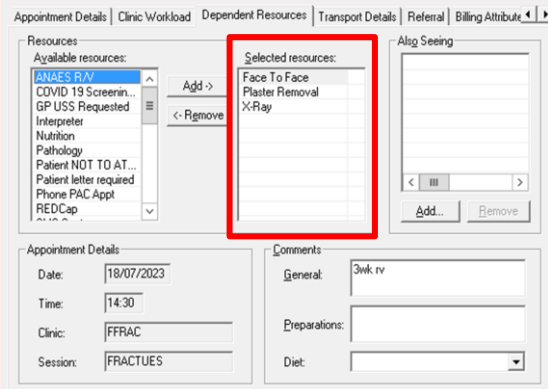 Appointment Details Clinic Workload Dependent Resources Transport Details Referral Billing Attribute
Resources
Available resources:
ANAES R/V
COVID 19 Screenin...
GP USS Requested
Interpreter
Nutrition
Pathology
Patient NOT TO AT...
Patient letter required
Phone PAC Appt
REDCap
Add ->
<- Remove
Selected resources:
Face To Face
Plaster Removal
X-Ray
Also Seeing
Add...
Remove
Appointment Details
Date: 18/07/2023
Time: 14:30
Clinic: FFRAC
Session: FRACTUES
Comments
General: 3wk rv
Preparations:
Diet: